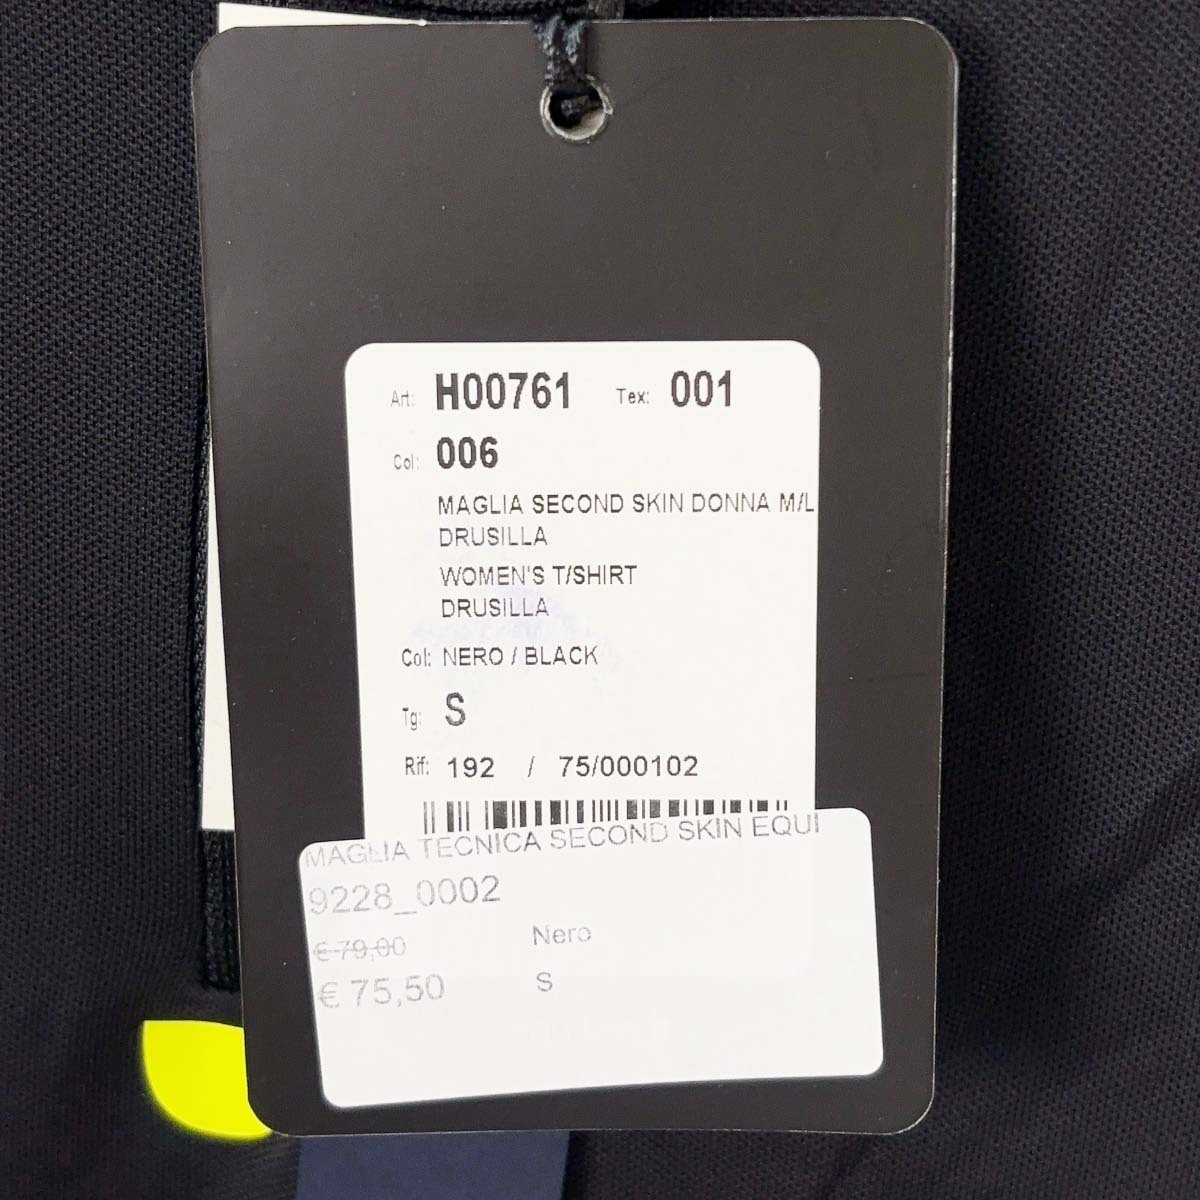 Art: H00761 Tex: 001
Col: 006
MAGLIA SECOND SKIN DONNA M/L
DRUSILLA
WOMEN'S T/SHIRT
DRUSILLA
Col: NERO / BLACK
Tg: S
Rif: 192 / 75/000102
MAGLIA TECNICA SECOND SKIN EQUI
9228_0002
€ 79,00 Nero
€ 75,50 S